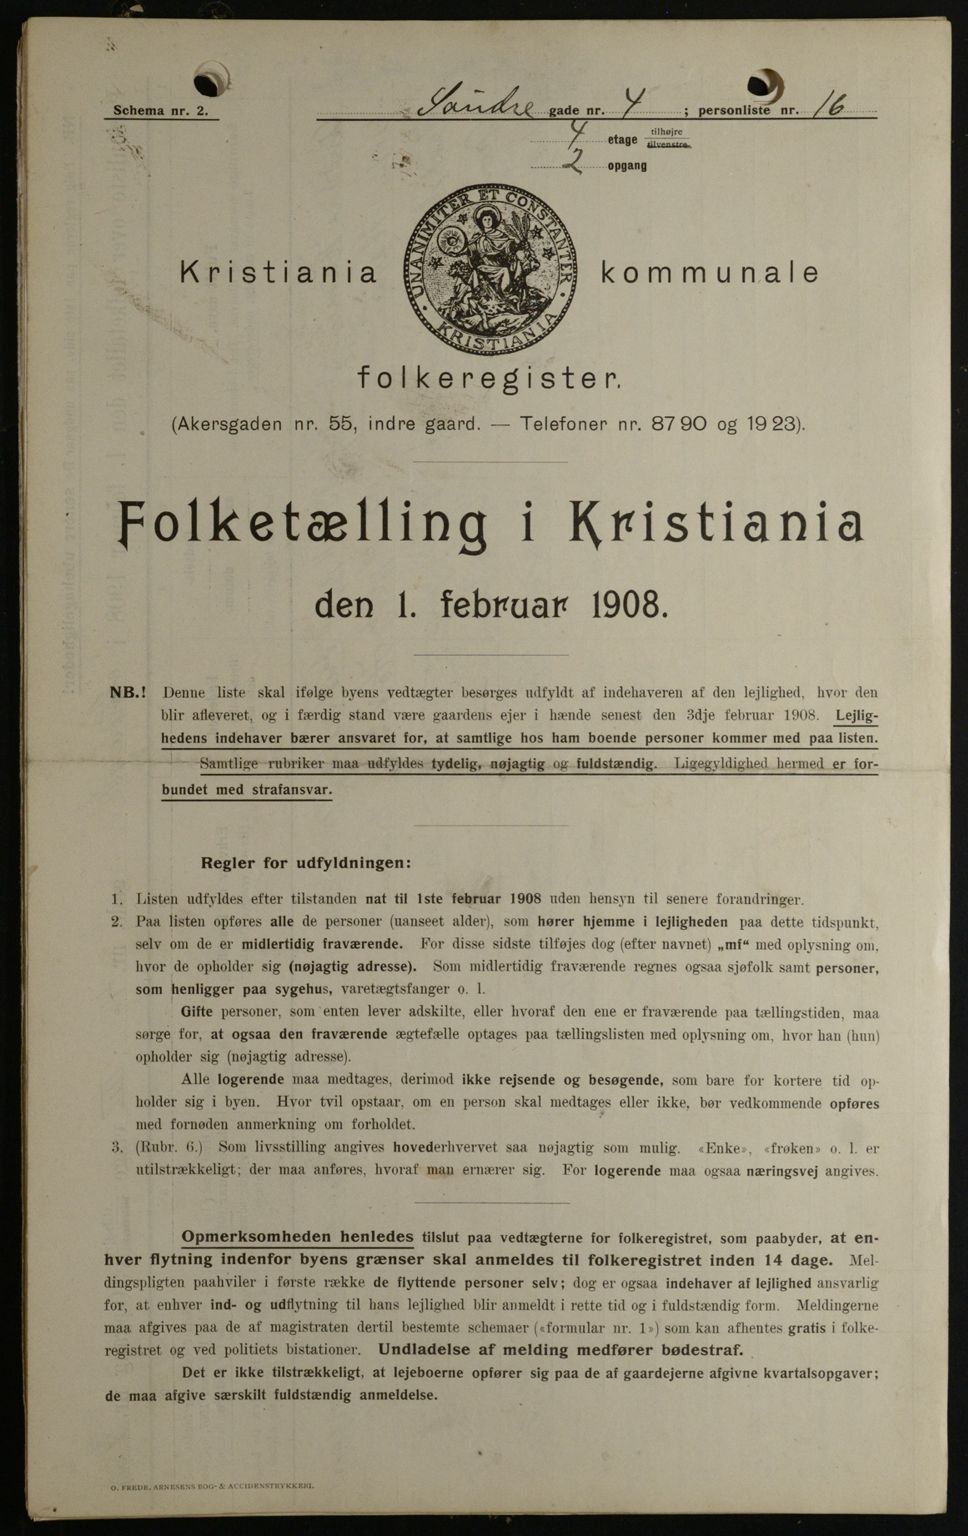 Schema nr. 2.
Søndre gade nr. 4 ; personliste nr. 16
4 etage tilhøjre
tilvenstre.
2 opgang
UNANIMITER ET CONSTANTER
KRISTIANIA
Kristiania kommunale
folkeregister.
(Akersgaden nr. 55, indre gaard. — Telefoner nr. 87 90 og 19 23).
Folketælling i Kristiania
den 1. februar 1908.
NB.! Denne liste skal ifølge byens vedtægter besørges udfyldt af indehaveren af den lejlighed, hvor den
blir afleveret, og i færdig stand være gaardens ejer i hænde senest den 3dje februar 1908. Lejlig-
hedens indehaver bærer ansvaret for, at samtlige hos ham boende personer kommer med paa listen.
Samtlige rubriker maa udfyldes tydelig, nøjagtig og fuldstændig. Ligegyldighed hermed er for-
bundet med strafansvar.
Regler for udfyldningen:
1. Listen udfyldes efter tilstanden nat til 1ste februar 1908 uden hensyn til senere forandringer.
2. Paa listen opføres alle de personer (uanseet alder), som hører hjemme i lejligheden paa dette tidspunkt,
selv om de er midlertidig fraværende. For disse sidste tilføjes dog (efter navnet) „mf“ med oplysning om,
hvor de opholder sig (nøjagtig adresse). Som midlertidig fraværende regnes ogsaa sjøfolk samt personer,
som henligger paa sygehus, varetægtsfanger o. l.
Gifte personer, som enten lever adskilte, eller hvoraf den ene er fraværende paa tællingstiden, maa
sørge for, at ogsaa den fraværende ægtefælle optages paa tællingslisten med oplysning om, hvor han (hun)
opholder sig (nøjagtig adresse).
Alle logerende maa medtages, derimod ikke rejsende og besøgende, som bare for kortere tid op-
holder sig i byen. Hvor tvil opstaar, om en person skal medtages eller ikke, bør vedkommende opføres
med fornøden anmerkning om forholdet.
3. (Rubr. 6.) Som livsstilling angives hovederhvervet saa nøjagtig som mulig. «Enke», «frøken» o. l. er
utilstrækkeligt; der maa anføres, hvoraf man ernærer sig. For logerende maa ogsaa næringsvej angives.
Opmerksomheden henledes tilslut paa vedtægterne for folkeregistret, som paabyder, at en-
hver flytning indenfor byens grænser skal anmeldes til folkeregistret inden 14 dage. Mel-
dingspligten paahviler i første række de flyttende personer selv; dog er ogsaa indehaver af lejlighed ansvarlig
for, at enhver ind- og udflytning til hans lejlighed blir anmeldt i rette tid og i fuldstændig form. Meldingerne
maa afgives paa de af magistraten dertil bestemte schemaer («formular nr. 1») som kan afhentes gratis i folke-
registret og ved politiets bistationer. Undladelse af melding medfører bødestraf.
Det er ikke tilstrækkeligt, at lejeboerne opfører sig paa de af gaardejerne afgivne kvartalsopgaver;
de maa afgive særskilt fuldstændig anmeldelse.
O. FREDR. ARNESENS BOG- & ACCIDENSTRYKKERI.